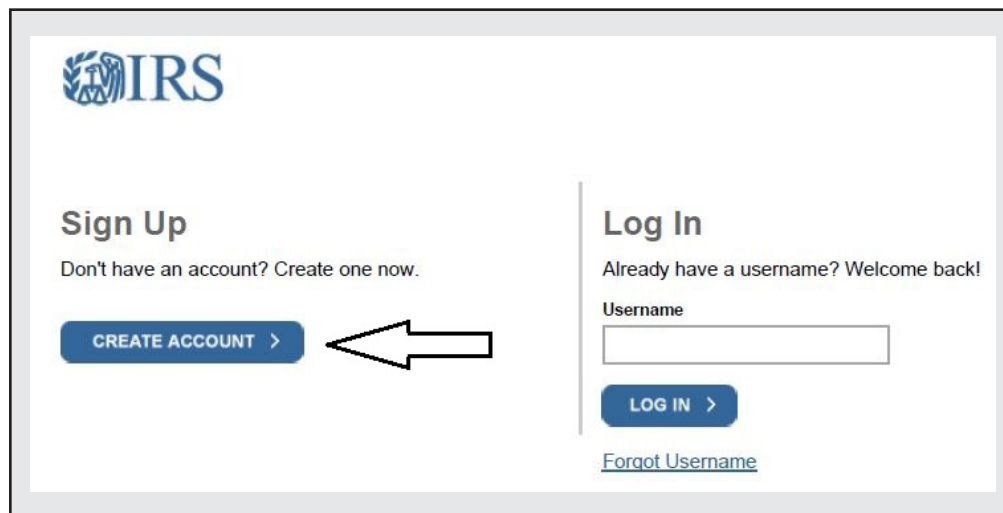 IRS
Sign Up
Don't have an account? Create one now.
CREATE ACCOUNT >
Log In
Already have a username? Welcome back!
Username
LOG IN >
Forgot Username